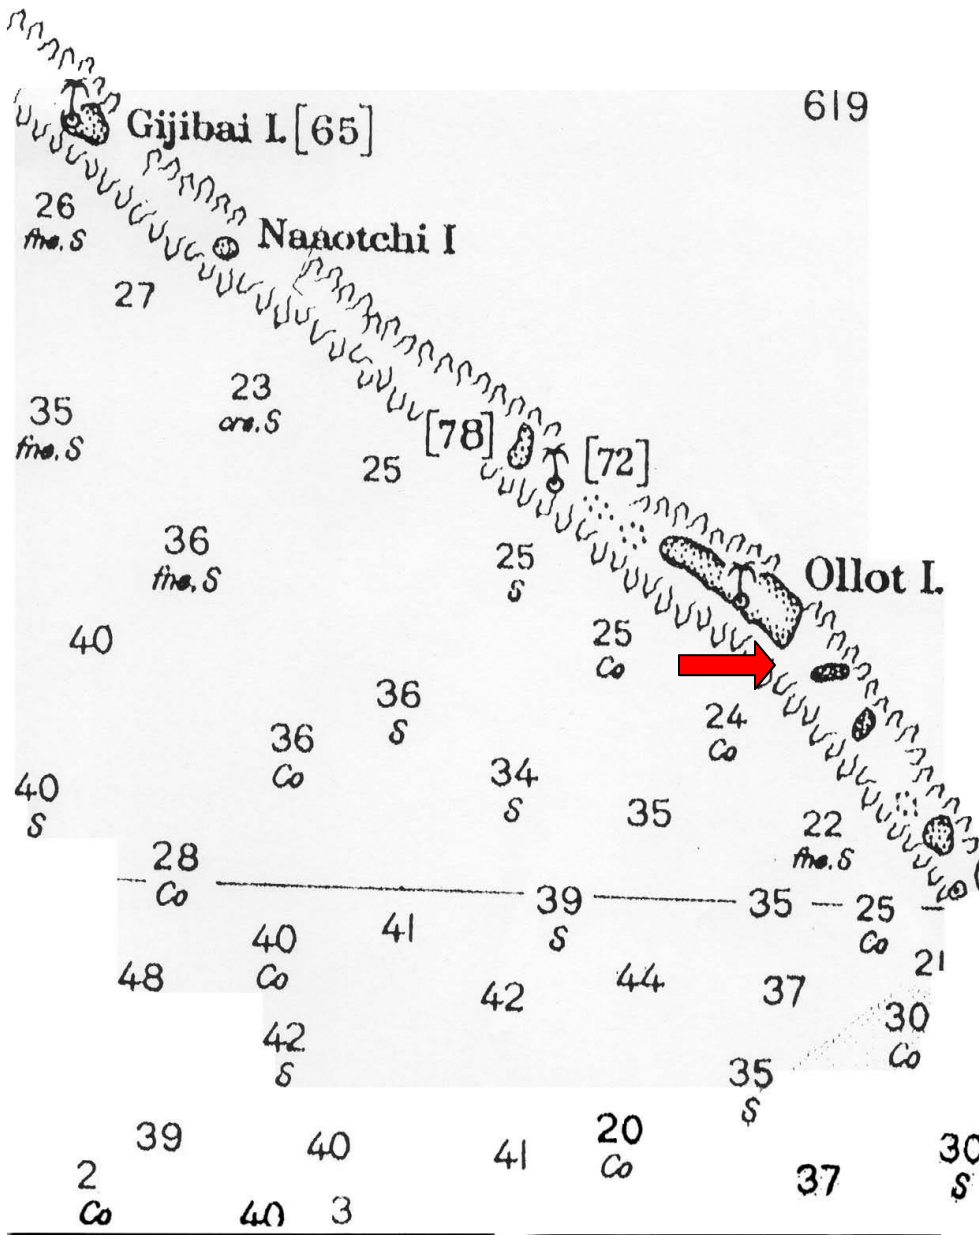 619
Gijibai I. [65]
26
fne. S
Naaotchi I
27
23
crs. S
35
fne. S
[78]
[72]
25
36
fne. S
25
S
Ollot I.
25
Co
40
36
S
24
Co
36
Co
34
S
40
S
35
22
fne. S
28
Co
39
S
35
25
Co
41
40
Co
21
48
44
42
37
30
Co
42
S
35
S
39
40
41
20
Co
30
S
37
2
Co
40
3